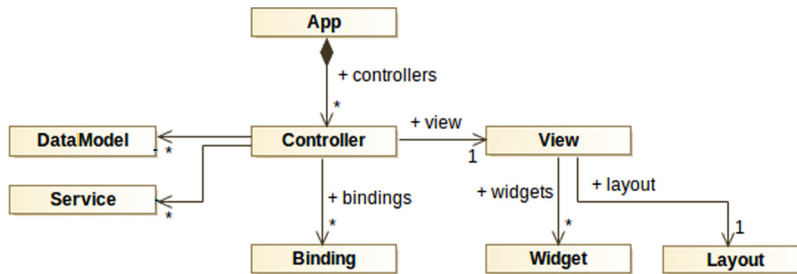 App
+ controllers
*
DataModel
- *
Controller
+ view
1
View
Service
*
+ bindings
*
+ widgets
*
+ layout
1
Binding
Widget
Layout